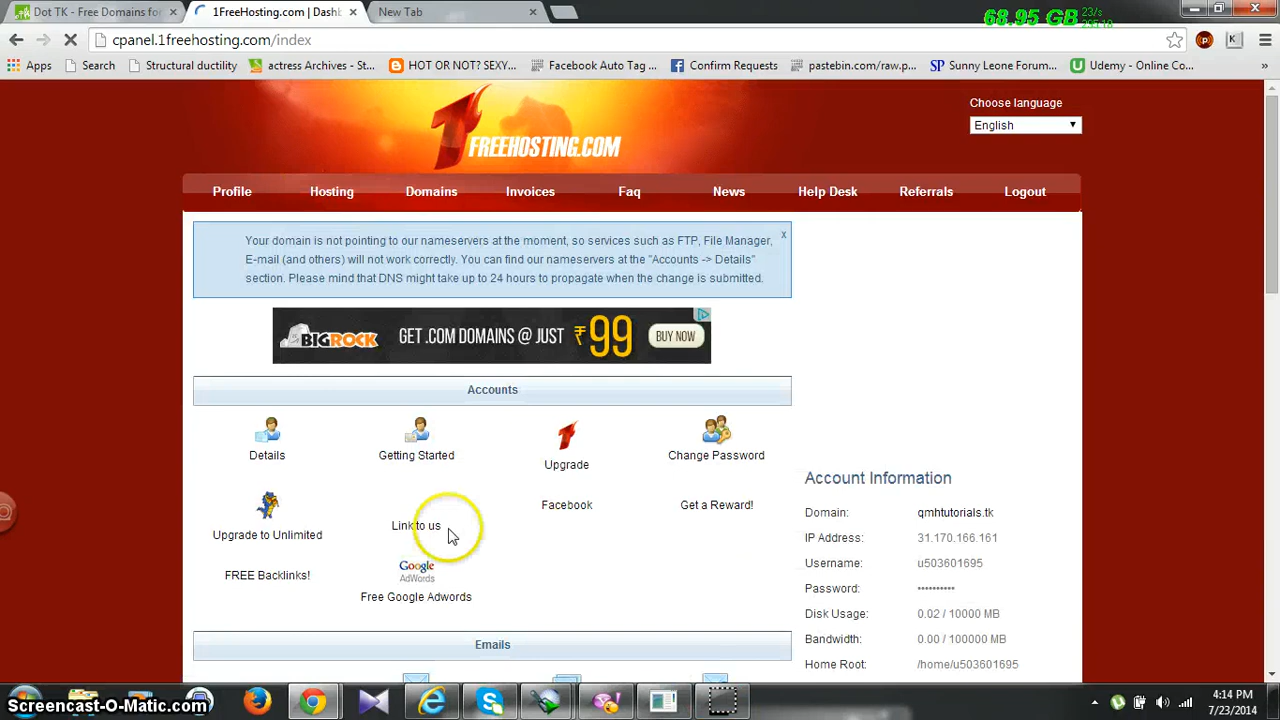 Dot TK - Free Domains for
1FreeHosting.com | Dashb
New Tab
68.95 GB
23/s
cpanel.1freehosting.com/index
Apps
Search
Structural ductility
actress Archives - St...
HOT OR NOT? SEXY...
Facebook Auto Tag ...
Confirm Requests
pastebin.com/raw.p...
SP Sunny Leone Forum...
Udemy - Online Co...
»
Choose language
English
1FREEHOSTING.COM
Profile
Hosting
Domains
Invoices
Faq
News
Help Desk
Referrals
Logout
Your domain is not pointing to our nameservers at the moment, so services such as FTP, File Manager,
E-mail (and others) will not work correctly. You can find our nameservers at the "Accounts -> Details"
section. Please mind that DNS might take up to 24 hours to propagate when the change is submitted.
x
BIGROCK GET .COM DOMAINS @ JUST ₹99 BUY NOW
Accounts
Details
Getting Started
Upgrade
Change Password
Upgrade to Unlimited
Link to us
Facebook
Get a Reward!
FREE Backlinks!
Google
AdWords
Free Google Adwords
Emails
Account Information
Domain: qmhtutorials.tk
IP Address: 31.170.166.161
Username: u503601695
Password: ••••••••••
Disk Usage: 0.02 / 10000 MB
Bandwidth: 0.00 / 100000 MB
Home Root: /home/u503601695
Screencast-O-Matic.com
4:14 PM
7/23/2014